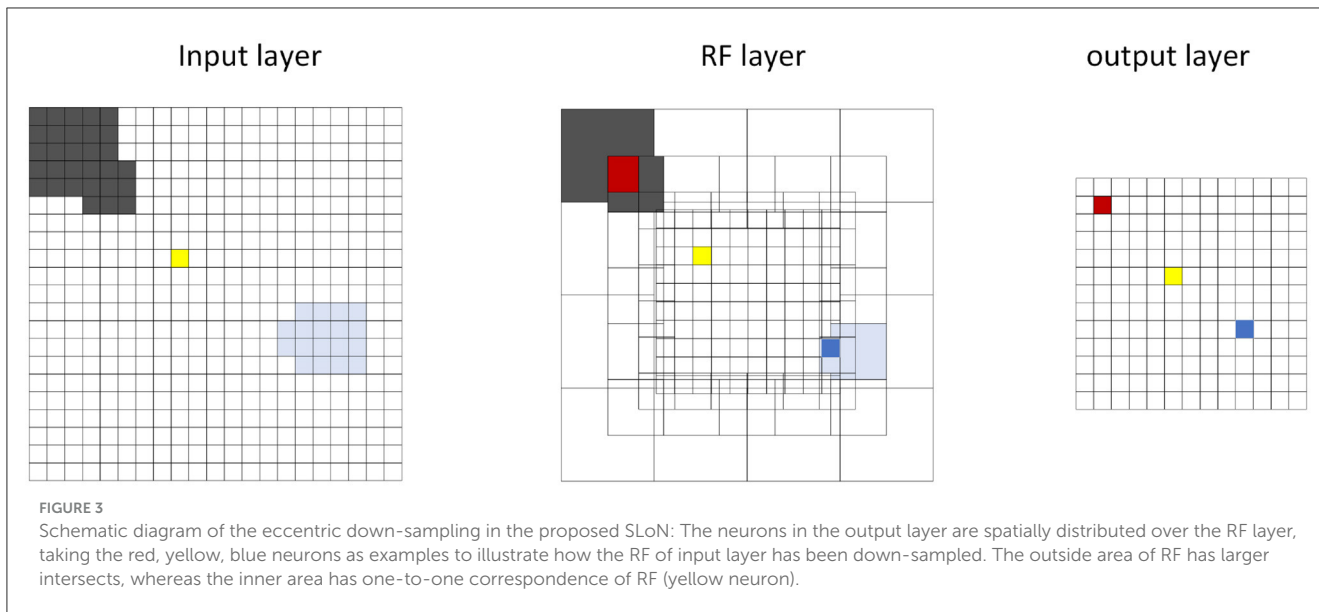 Input layer
RF layer
output layer
FIGURE 3
Schematic diagram of the eccentric down-sampling in the proposed SLoN: The neurons in the output layer are spatially distributed over the RF layer,
taking the red, yellow, blue neurons as examples to illustrate how the RF of input layer has been down-sampled. The outside area of RF has larger
intersects, whereas the inner area has one-to-one correspondence of RF (yellow neuron).